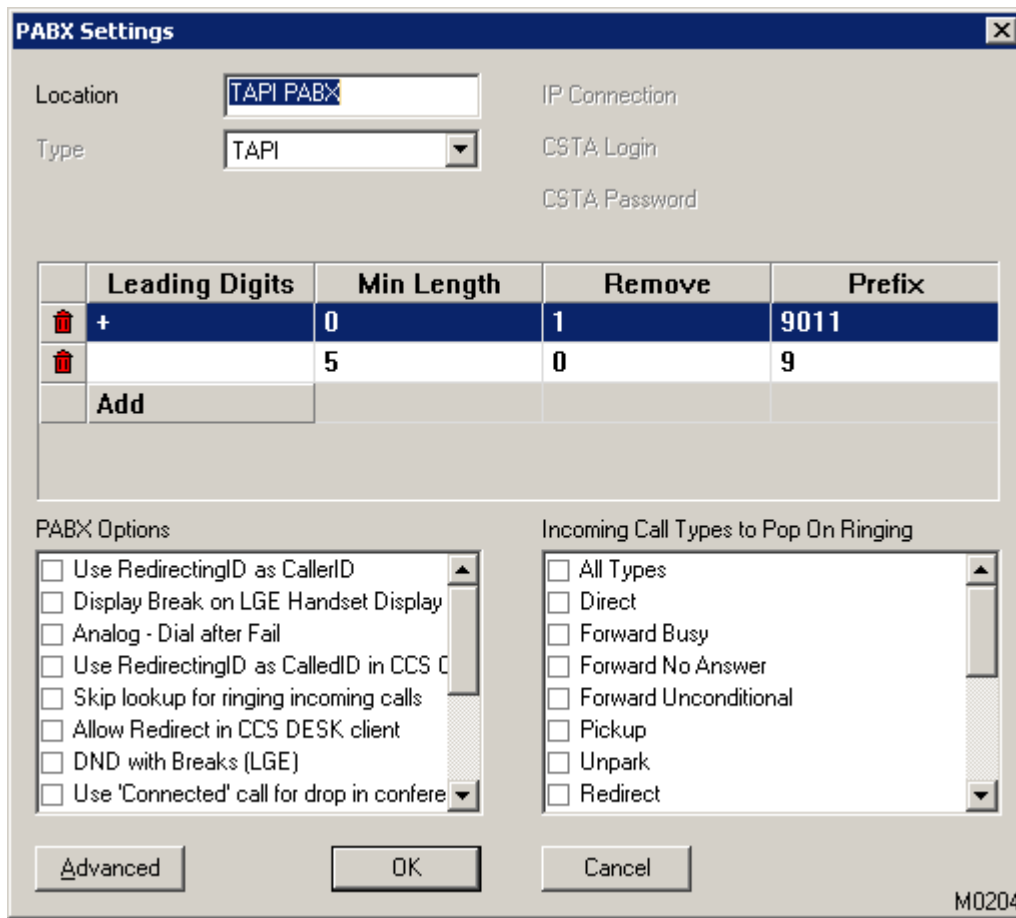 PABX Settings
Location TAPI PABX IP Connection
Type TAPI CSTA Login
CSTA Password
Leading Digits Min Length Remove Prefix
+ 0 1 9011
5 0 9
Add
PABX Options Incoming Call Types to Pop On Ringing
Use RedirectingID as CallerID All Types
Display Break on LGE Handset Display Direct
Analog - Dial after Fail Forward Busy
Use RedirectingID as CalledID in CCS Forward No Answer
Skip lookup for ringing incoming calls Forward Unconditional
Allow Redirect in CCS DESK client Pickup
DND with Breaks (LGE) Unpark
Use 'Connected' call for drop in confere Redirect
Advanced OK Cancel
M0204